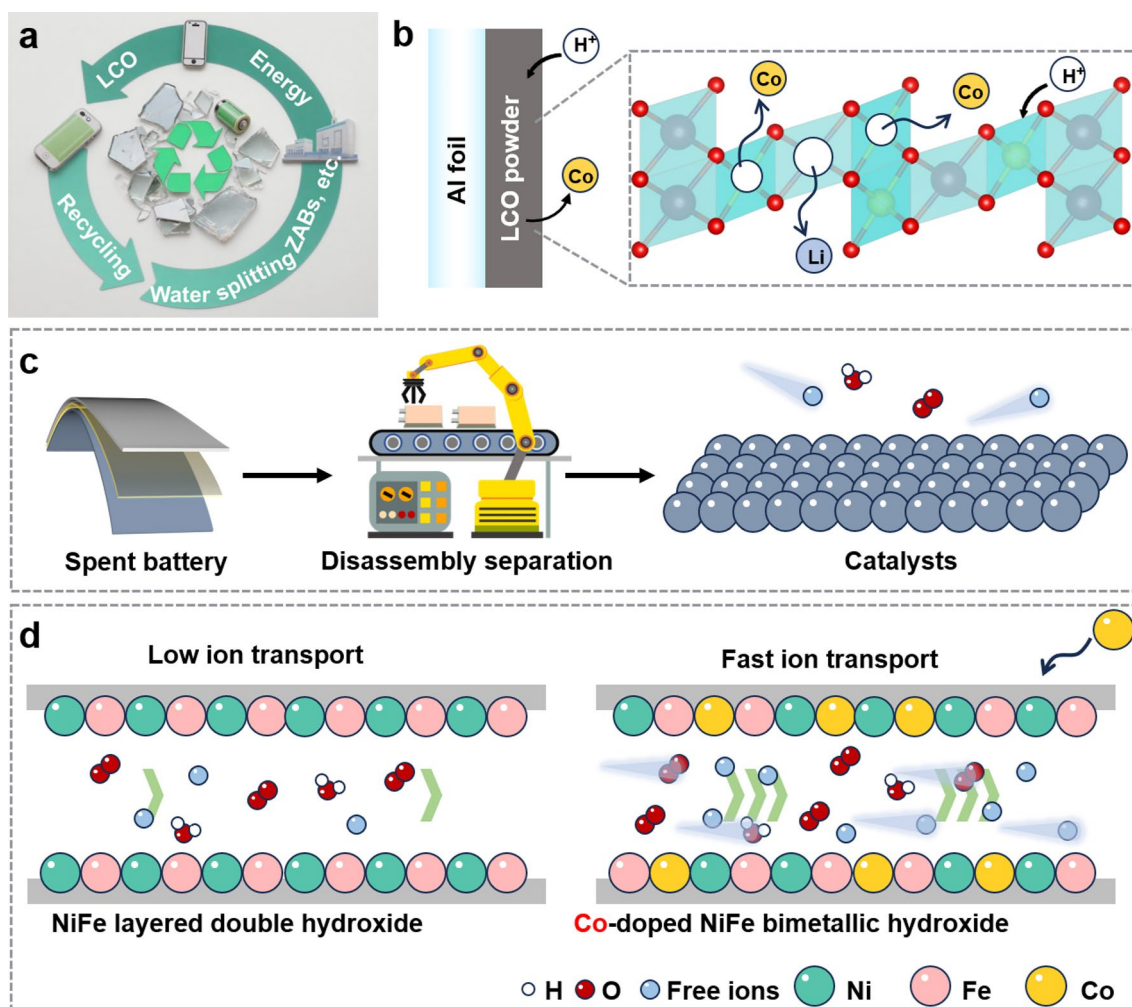 a
LCO
Energy
Recycling
Water splitting ZABs, etc.
b
Al foil
LCO powder
H+
Co
Co
Co
H+
Li
c
Spent battery
Disassembly separation
Catalysts
d
Low ion transport
Fast ion transport
NiFe layered double hydroxide
Co-doped NiFe bimetallic hydroxide
H O Free ions Ni Fe Co